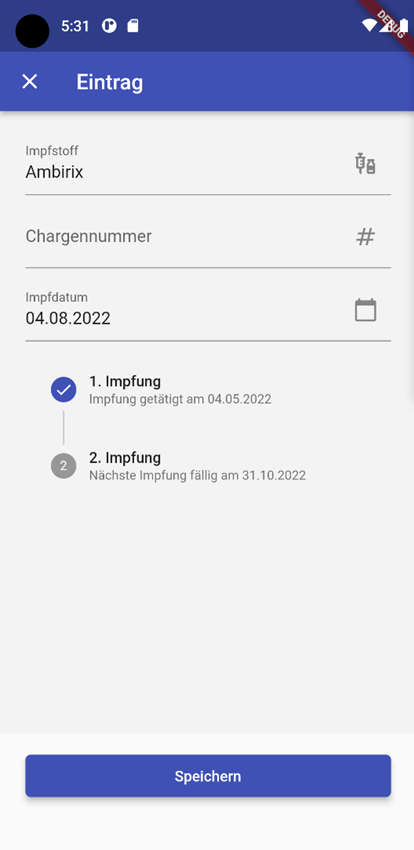 5:31
DEBUG
Eintrag
Impfstoff
Ambirix
Chargennummer
#
Impfdatum
04.08.2022
1. Impfung
Impfung getätigt am 04.05.2022
2
2. Impfung
Nächste Impfung fällig am 31.10.2022
Speichern